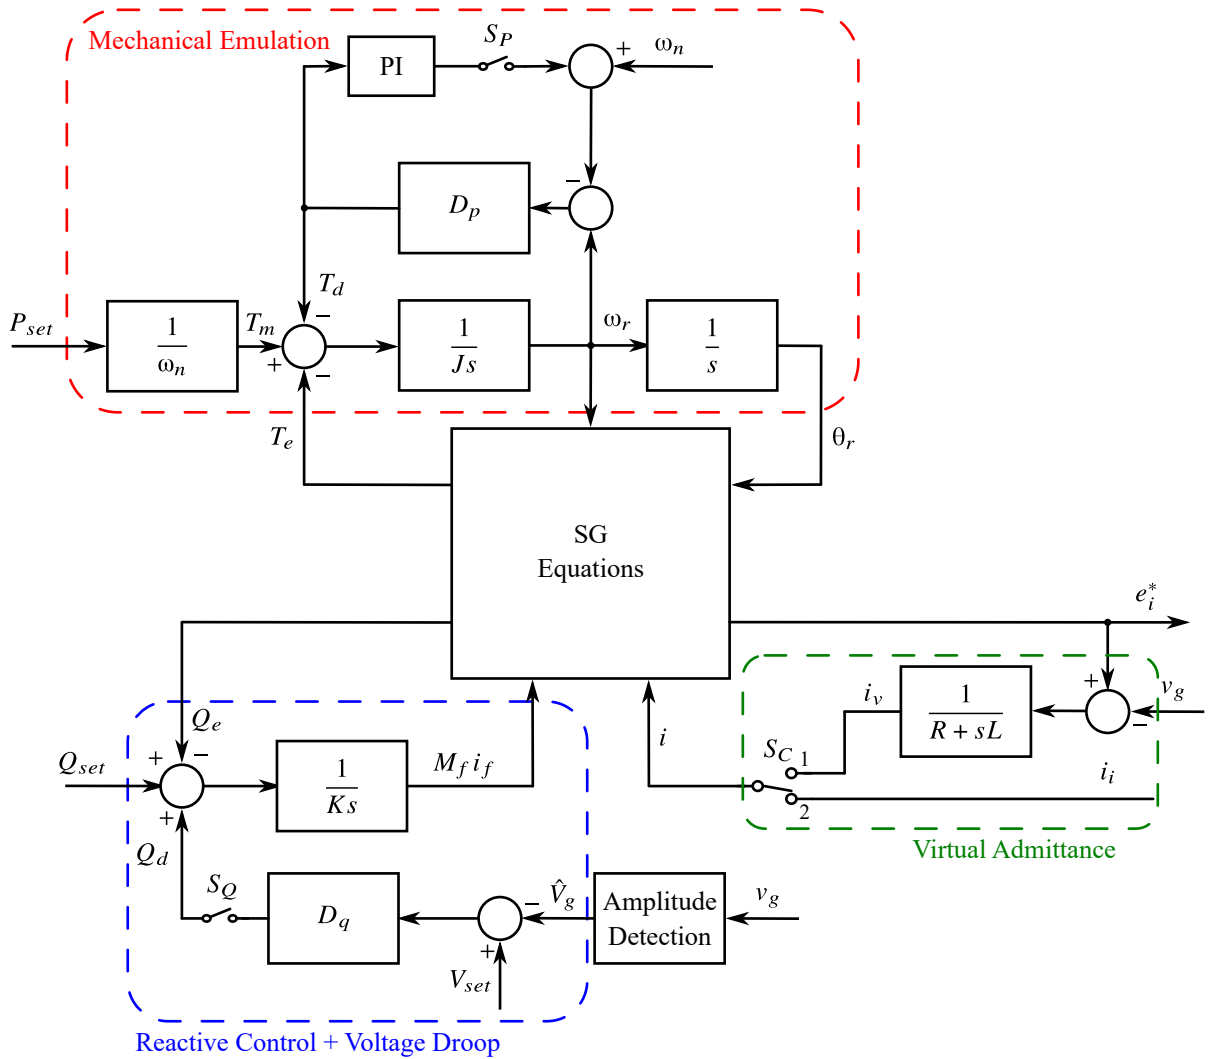 Mechanical Emulation
PI
S_P
+
ω_n
−
D_p
T_d
P_set
1
ω_n
T_m
+
−
−
1
Js
ω_r
1
s
T_e
θ_r
SG
Equations
e_i^*
Q_e
+
−
Q_set
+
1
Ks
M_f i_f
i
i_v
1
R + sL
+
−
v_g
S_C
1
2
i_i
Virtual Admittance
Q_d
S_Q
D_q
−
+
V̂_g
V_set
Amplitude
Detection
v_g
Reactive Control + Voltage Droop